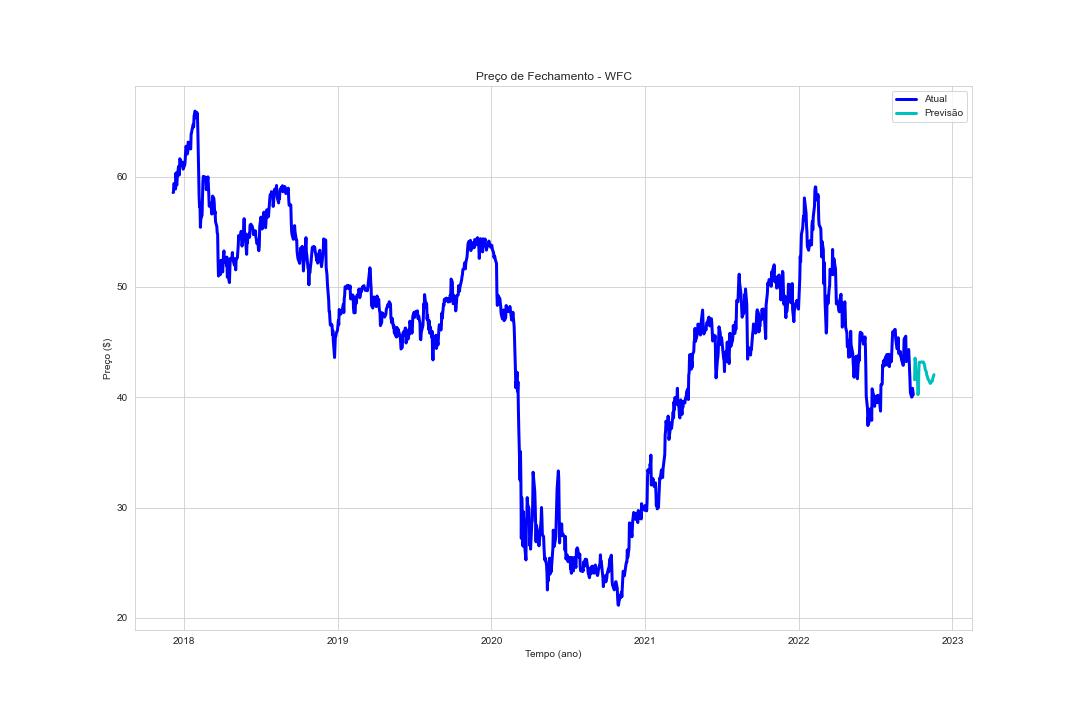 Preço de Fechamento - WFC
Atual
Previsão
Preço ($)
60
50
40
30
20
2018
2019
2020
2021
2022
2023
Tempo (ano)